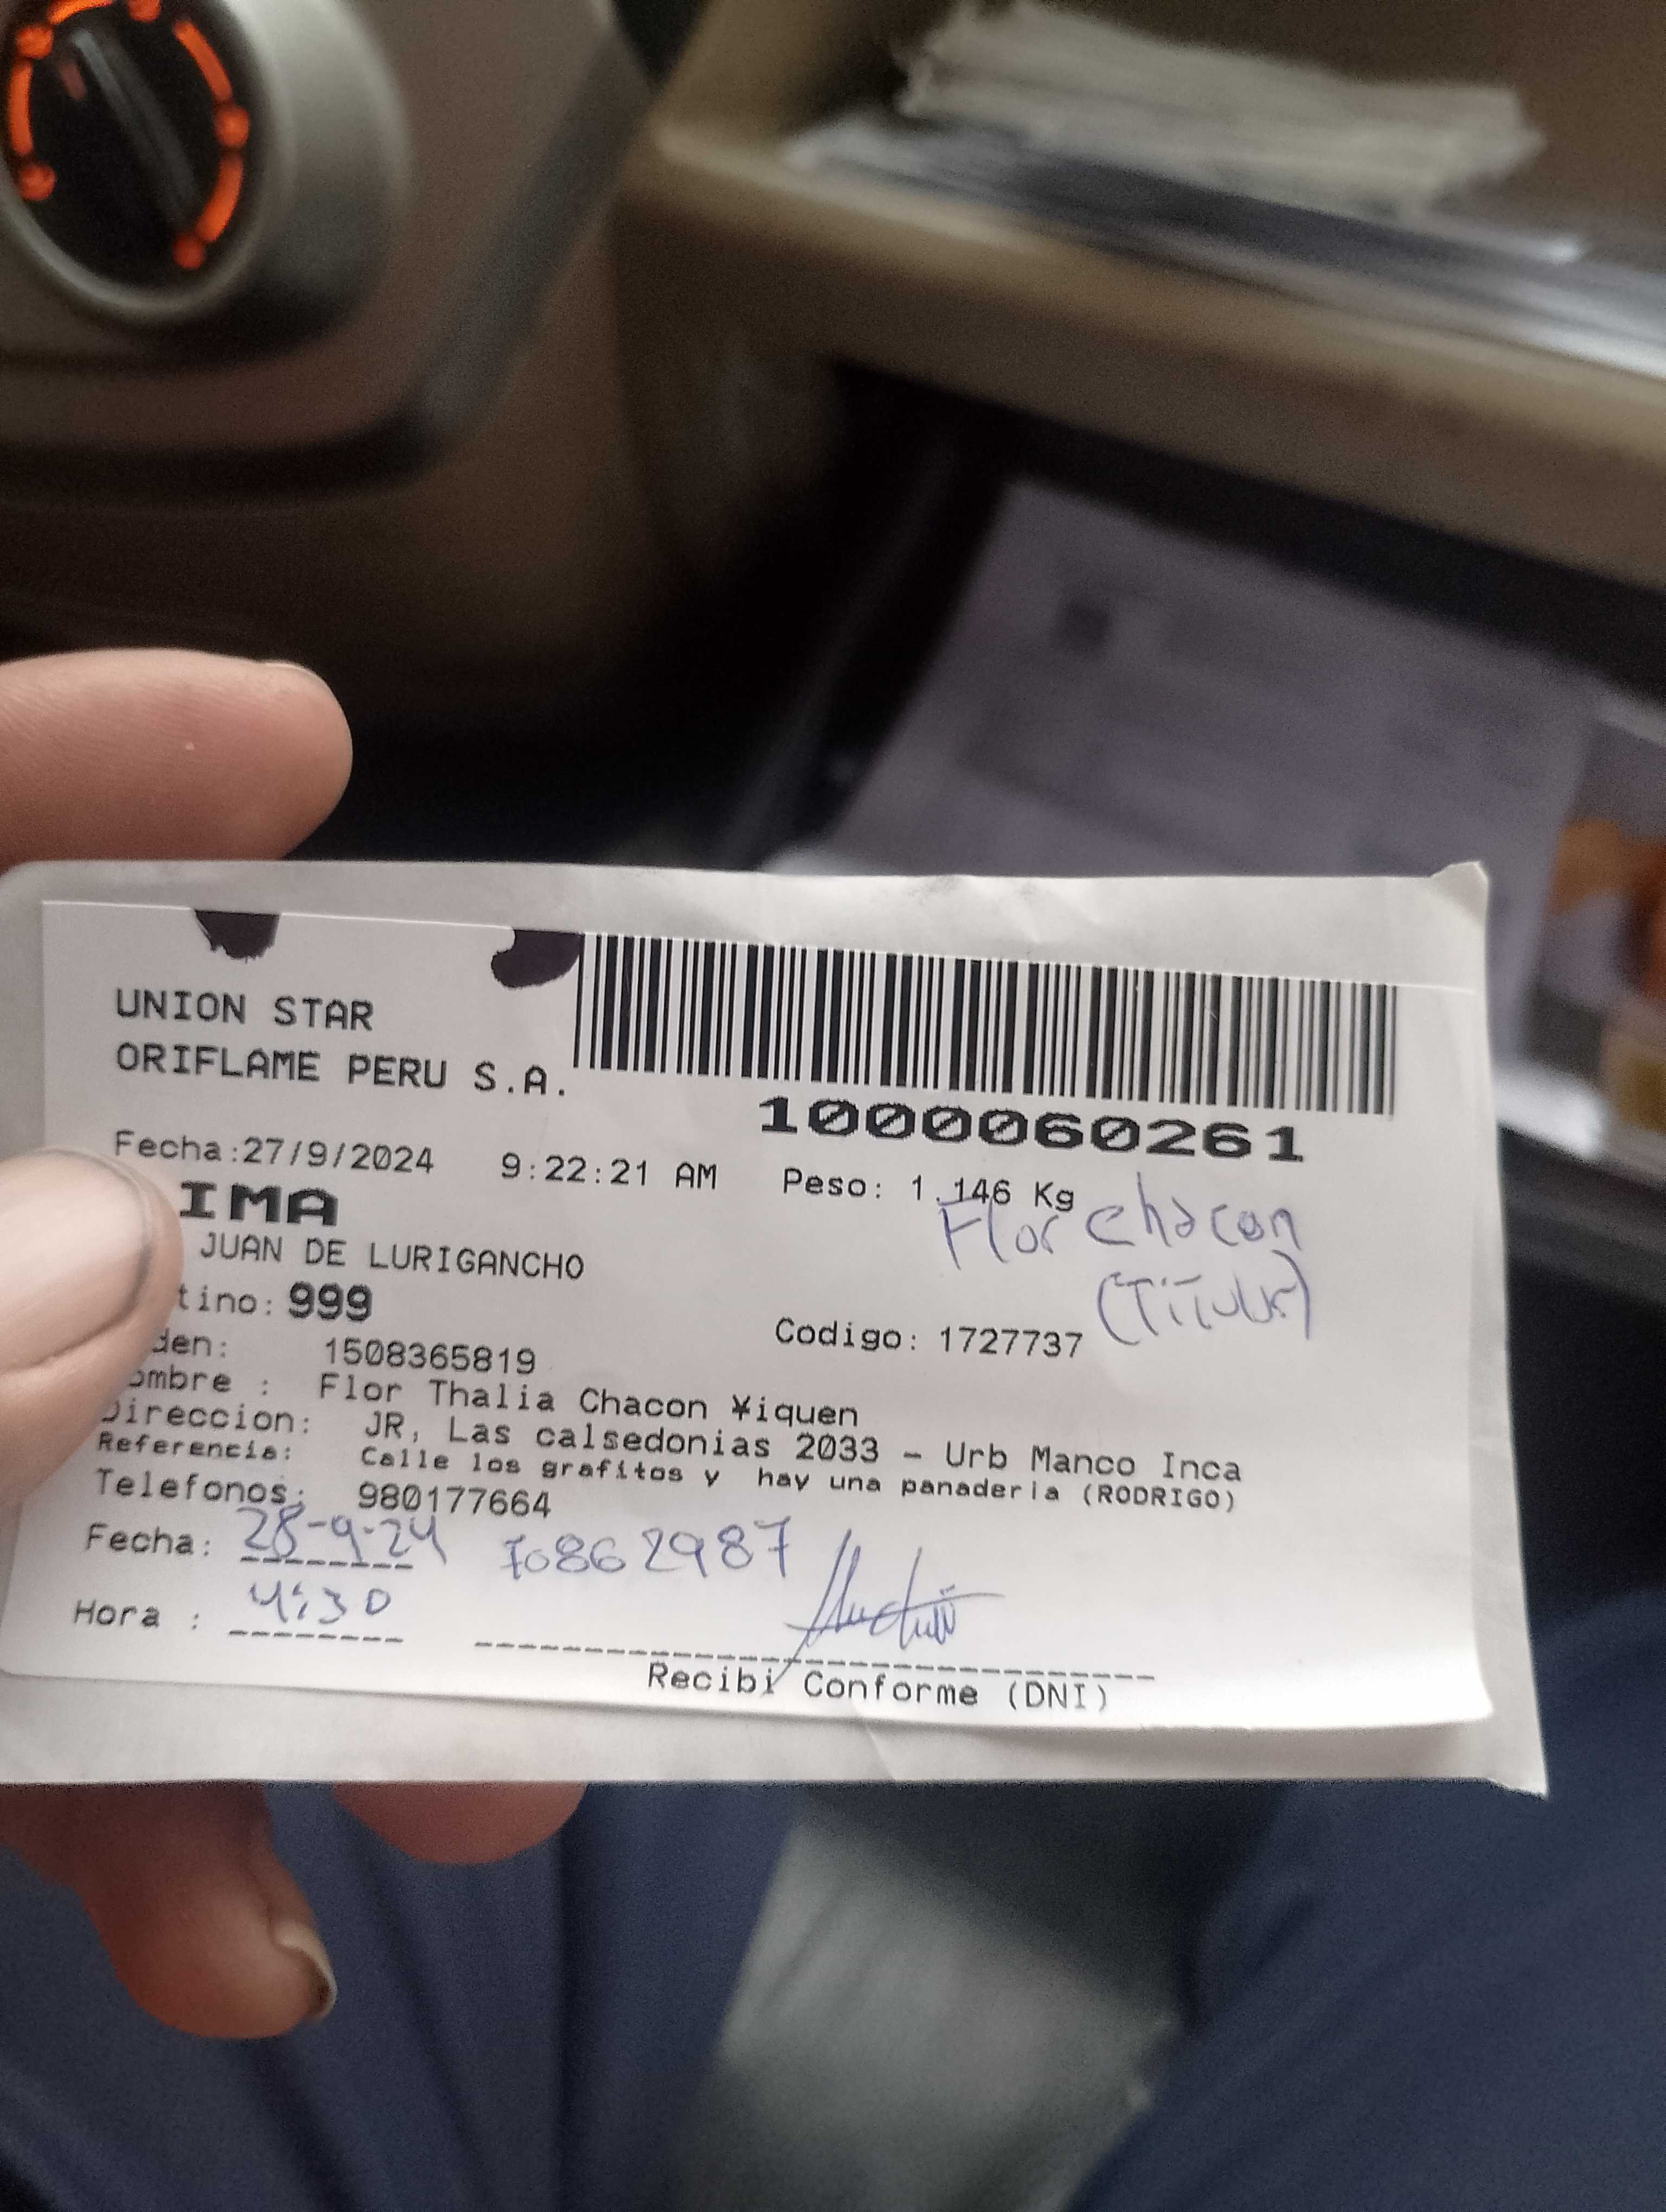 UNION STAR
ORIFLAME PERU S.A.
1000060261
Fecha:27/9/2024 9:22:21 AM Peso: 1.146 Kg
IMA
Flor Chacon
JUAN DE LURIGANCHO
(Titular)
tino: 999
den: 1508365819 Codigo: 1727737
ombre : Flor Thalia Chacon ¥iquen
Direccion: JR, Las calsedonias 2033 - Urb Manco Inca
Referencia: Calle los grafitos y hay una panaderia (RODRIGO)
Telefonos: 980177664
Fecha: 28-9-24 70862987
Hora : 4:30
Recibi Conforme (DNI)